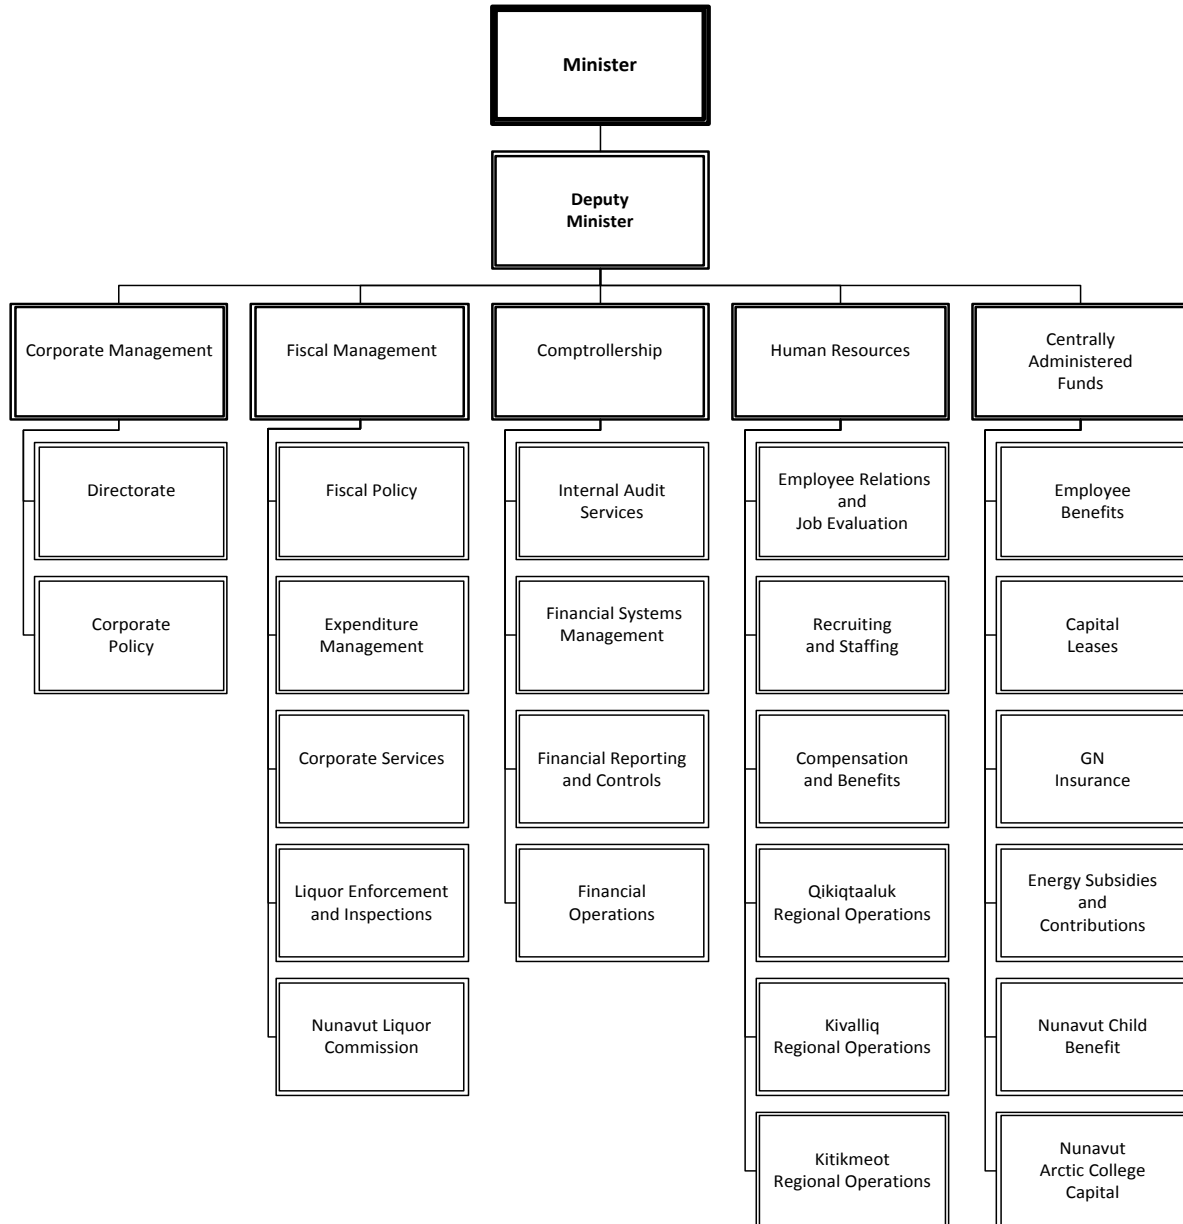 Minister
Deputy
Minister
Corporate Management
Fiscal Management
Comptrollership
Human Resources
Centrally
Administered
Funds
Directorate
Corporate
Policy
Fiscal Policy
Expenditure
Management
Corporate Services
Liquor Enforcement
and Inspections
Nunavut Liquor
Commission
Internal Audit
Services
Financial Systems
Management
Financial Reporting
and Controls
Financial
Operations
Employee Relations
and
Job Evaluation
Recruiting
and Staffing
Compensation
and Benefits
Qikiqtaaluk
Regional Operations
Kivalliq
Regional Operations
Kitikmeot
Regional Operations
Employee
Benefits
Capital
Leases
GN
Insurance
Energy Subsidies
and
Contributions
Nunavut Child
Benefit
Nunavut
Arctic College
Capital